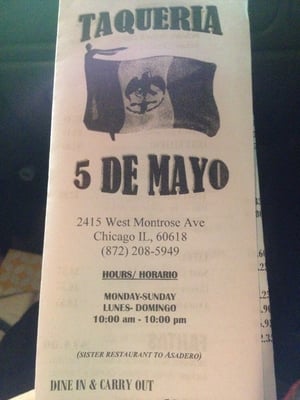 TAQUERIA
5 DE MAYO
2415 West Montrose Ave
Chicago IL, 60618
(872) 208-5949
HOURS/ HORARIO
MONDAY-SUNDAY
LUNES- DOMINGO
10:00 am - 10:00 pm
(SISTER RESTAURANT TO ASADERO)
DINE IN & CARRY OUT